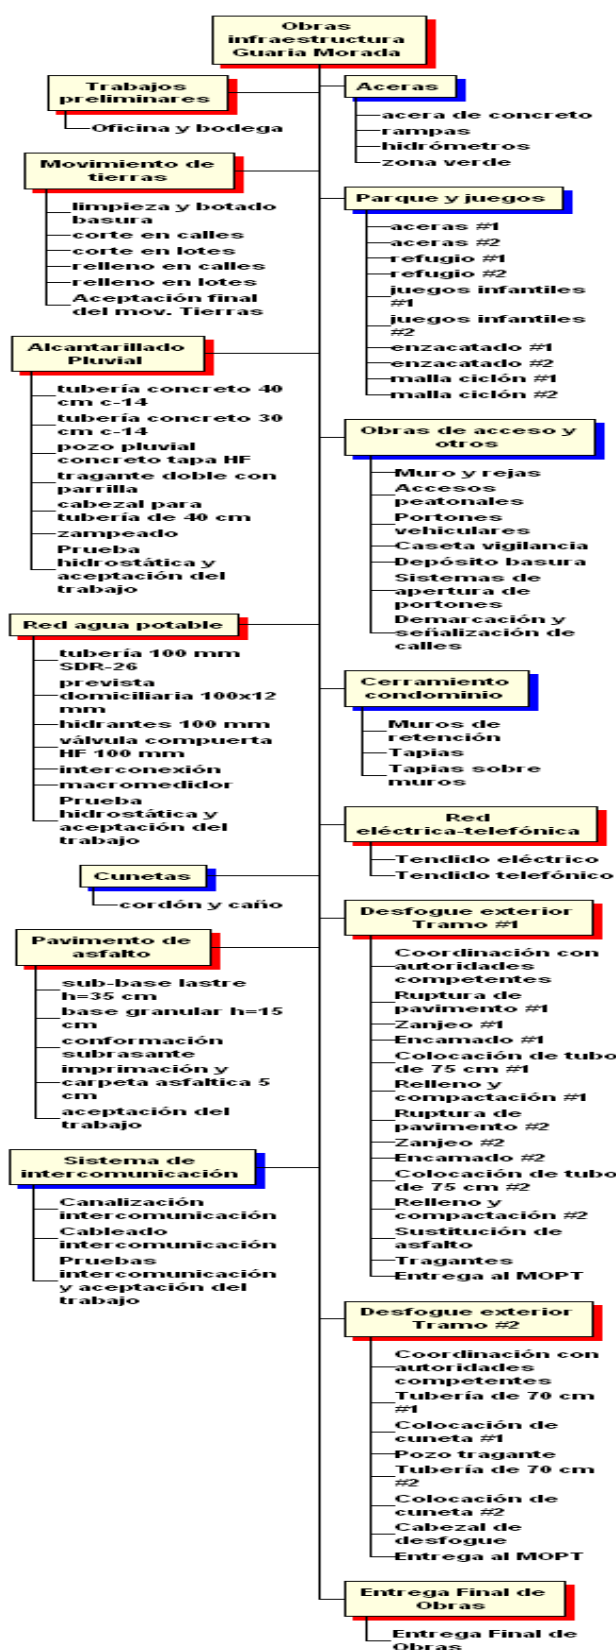 Obras
infraestructura
Guaria Morada
Trabajos
preliminares
Oficina y bodega
Movimiento de
tierras
limpieza y botado
basura
corte en calles
corte en lotes
relleno en calles
relleno en lotes
Aceptación final
del mov. Tierras
Alcantarillado
Pluvial
tubería concreto 40
cm c-14
tubería concreto 30
cm c-14
pozo pluvial
concreto tapa HF
tragante doble con
parrilla
cabezal para
tubería de 40 cm
zampeado
Prueba
hidrostática y
aceptación del
trabajo
Red agua potable
tubería 100 mm
SDR-26
prevista
domiciliaria 100x12
mm
hidrantes 100 mm
válvula compuerta
HF 100 mm
interconexión
macromedidor
Prueba
hidrostática y
aceptación del
trabajo
Cunetas
cordón y caño
Pavimento de
asfalto
sub-base lastre
h=35 cm
base granular h=15
cm
conformación
subrasante
imprimación y
carpeta asfaltica 5
cm
aceptación del
trabajo
Sistema de
intercomunicación
Canalización
intercomunicación
Cableado
intercomunicación
Pruebas
intercomunicación
y aceptación del
trabajo
Aceras
acera de concreto
rampas
hidrómetros
zona verde
Parque y juegos
aceras #1
aceras #2
refugio #1
refugio #2
juegos infantiles
#1
juegos infantiles
#2
enzacatado #1
enzacatado #2
malla ciclón #1
malla ciclón #2
Obras de acceso y
otros
Muro y rejas
Accesos
peatonales
Portones
vehiculares
Caseta vigilancia
Depósito basura
Sistemas de
apertura de
portones
Demarcación y
señalización de
calles
Cerramiento
condominio
Muros de
retención
Tapias
Tapias sobre
muros
Red
eléctrica-telefónica
Tendido eléctrico
Tendido telefónico
Desfogue exterior
Tramo #1
Coordinación con
autoridades
competentes
Ruptura de
pavimento #1
Zanjeo #1
Encamado #1
Colocación de tubo
de 75 cm #1
Relleno y
compactación #1
Ruptura de
pavimento #2
Zanjeo #2
Encamado #2
Colocación de tubo
de 75 cm #2
Relleno y
compactación #2
Sustitución de
asfalto
Tragantes
Entrega al MOPT
Desfogue exterior
Tramo #2
Coordinación con
autoridades
competentes
Tubería de 70 cm
#1
Colocación de
cuneta #1
Pozo tragante
Tubería de 70 cm
#2
Colocación de
cuneta #2
Cabezal de
desfogue
Entrega al MOPT
Entrega Final de
Obras
Entrega Final de
Obras